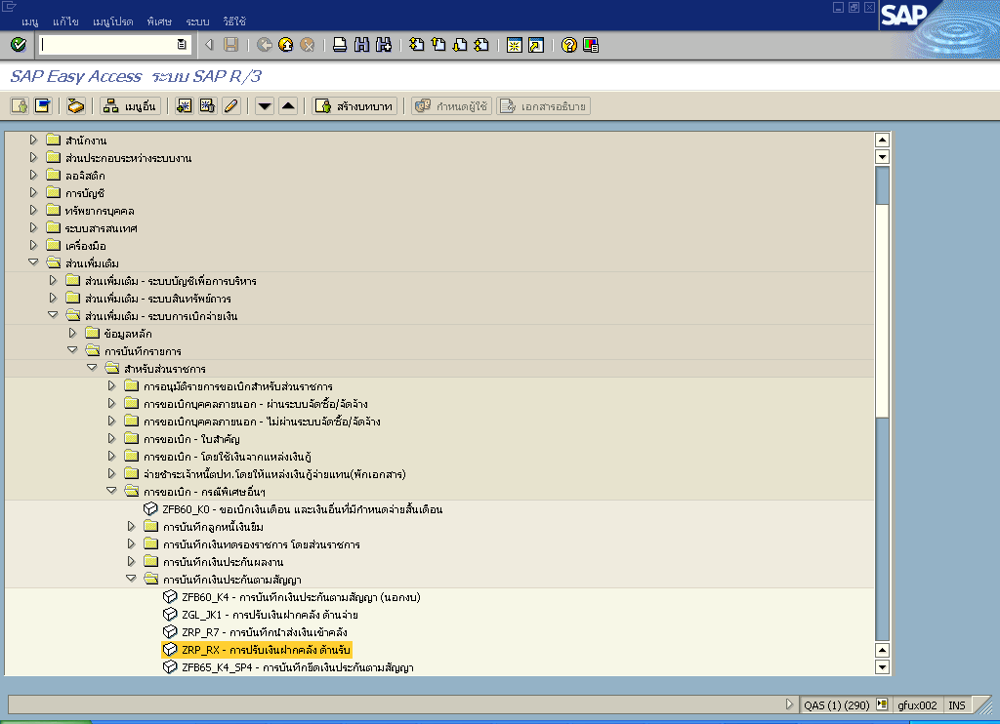 เมนู แก้ไข เมนูโปรด พิเศษ ระบบ วิธีใช้
SAP
SAP Easy Access ระบบ SAP R/3
เมนูอื่น สร้างบทบาท กำหนดผู้ใช้ เอกสารอธิบาย
สำนักงาน
ส่วนประกอบระหว่างระบบงาน
ลอจิสติก
การบัญชี
ทรัพยากรบุคคล
ระบบสารสนเทศ
เครื่องมือ
ส่วนเพิ่มเติม
ส่วนเพิ่มเติม - ระบบบัญชีเพื่อการบริหาร
ส่วนเพิ่มเติม - ระบบสินทรัพย์ถาวร
ส่วนเพิ่มเติม - ระบบการเบิกจ่ายเงิน
ข้อมูลหลัก
การบันทึกรายการ
สำหรับส่วนราชการ
การอนุมัติรายการขอเบิกสำหรับส่วนราชการ
การขอเบิกบุคคลภายนอก - ผ่านระบบจัดซื้อ/จัดจ้าง
การขอเบิกบุคคลภายนอก - ไม่ผ่านระบบจัดซื้อ/จัดจ้าง
การขอเบิก - ใบสำคัญ
การขอเบิก - โดยใช้เงินจากแหล่งเงินกู้
จ่ายชำระเจ้าหนี้ตปท.โดยให้แหล่งเงินกู้จ่ายแทน(พักเอกสาร)
การขอเบิก - กรณีพิเศษอื่นๆ
ZFB60_K0 - ขอเบิกเงินเดือน และเงินอื่นที่มีกำหนดจ่ายสิ้นเดือน
การบันทึกลูกหนี้เงินยืม
การบันทึกเงินทดรองราชการ โดยส่วนราชการ
การบันทึกเงินประกันผลงาน
การบันทึกเงินประกันตามสัญญา
ZFB60_K4 - การบันทึกเงินประกันตามสัญญา (นอกงบ)
ZGL_JK1 - การปรับเงินฝากคลัง ด้านจ่าย
ZRP_R7 - การบันทึกนำส่งเงินเข้าคลัง
ZRP_RX - การปรับเงินฝากคลัง ด้านรับ
ZFB65_K4_SP4 - การบันทึกยึดเงินประกันตามสัญญา
QAS (1) (290) gfux002 INS